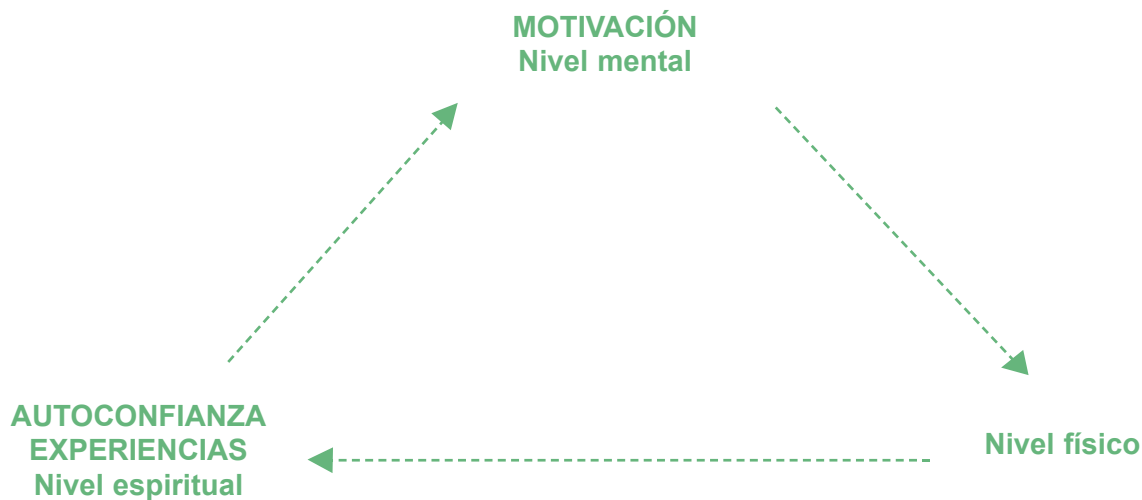 MOTIVACIÓN
Nivel mental
AUTOCONFIANZA
EXPERIENCIAS
Nivel espiritual
Nivel físico